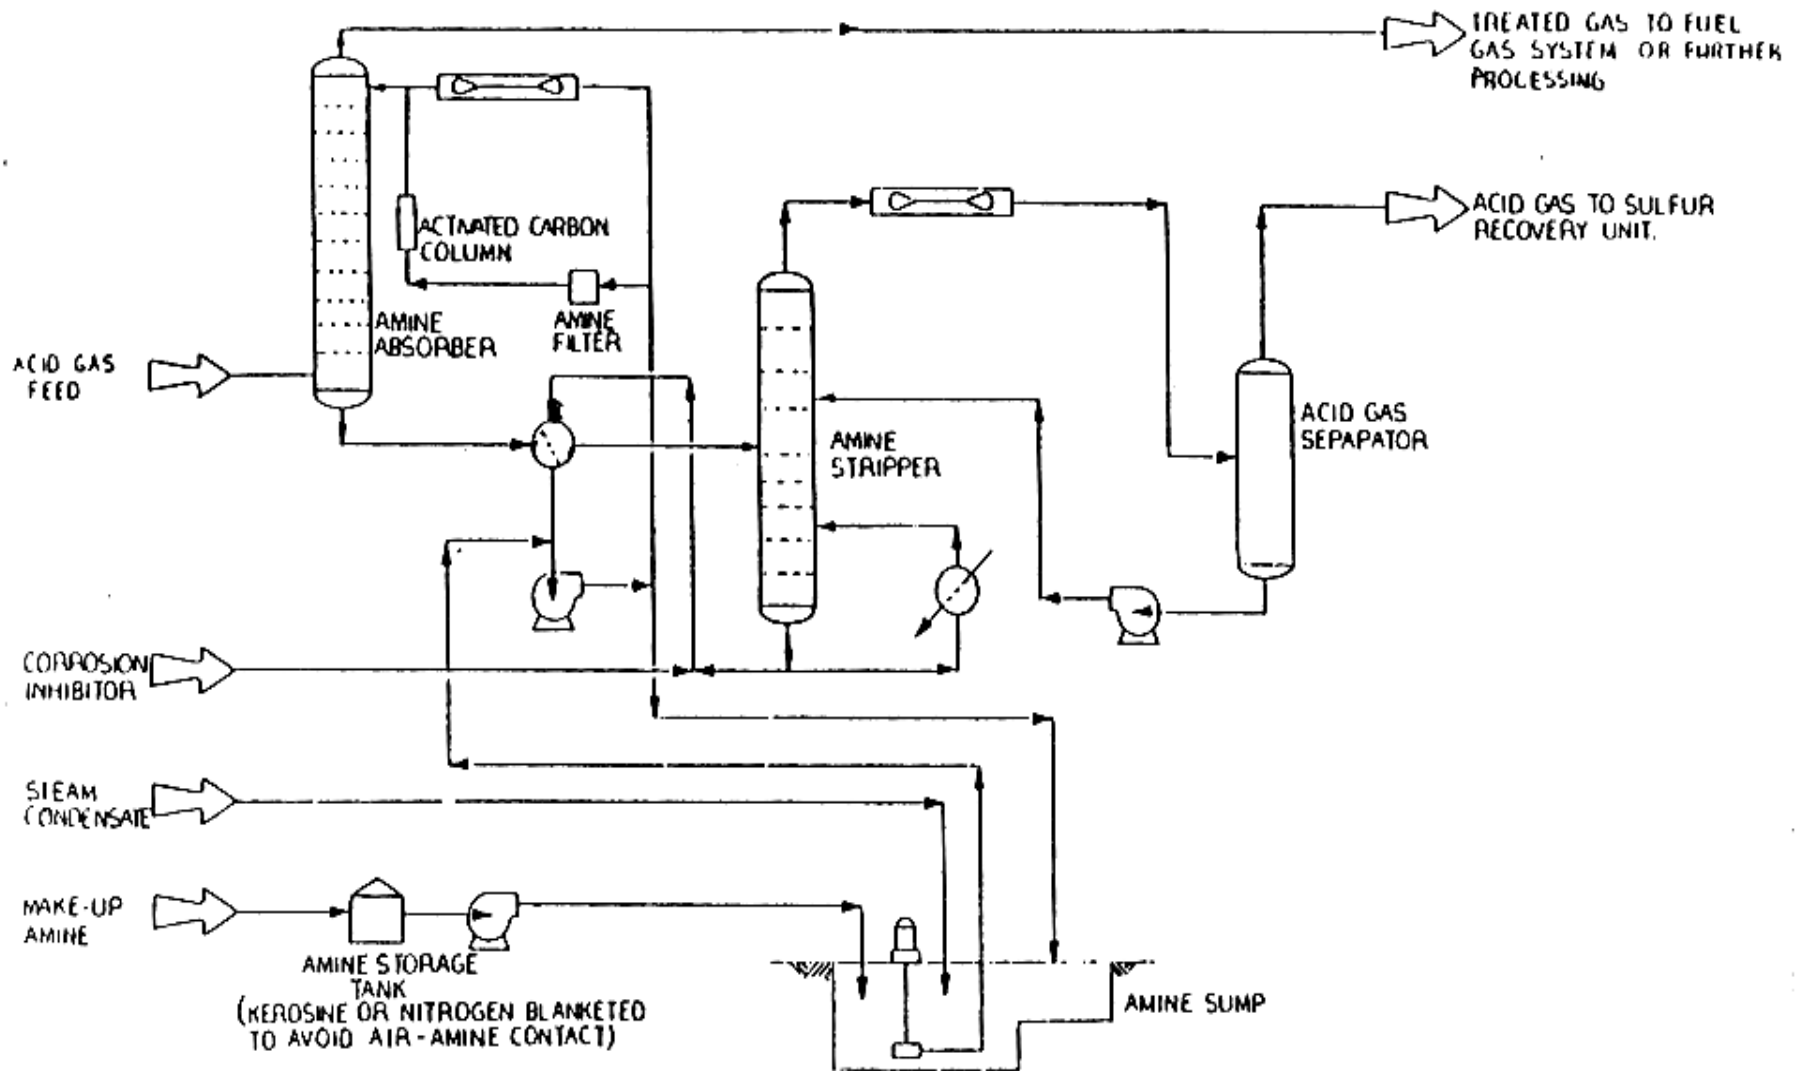 TREATED GAS TO FUEL
GAS SYSTEM OR FURTHER
PROCESSING
ACTIVATED CARBON
COLUMN
ACID GAS TO SULFUR
RECOVERY UNIT.
AMINE
ABSORBER
AMINE
FILTER
ACID GAS
FEED
AMINE
STRIPPER
ACID GAS
SEPAPATOR
CORROSION
INHIBITOR
STEAM
CONDENSATE
MAKE-UP
AMINE
AMINE STORAGE
TANK
(KEROSINE OR NITROGEN BLANKETED
TO AVOID AIR-AMINE CONTACT)
AMINE SUMP